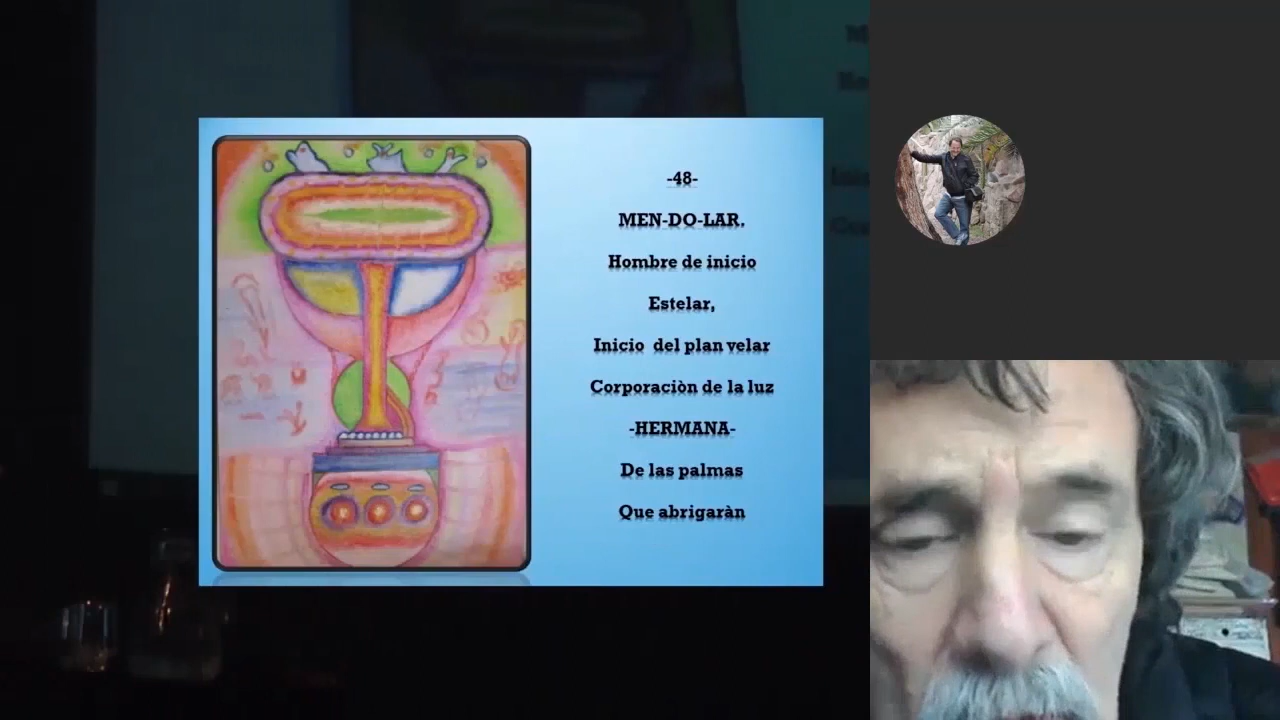 -48-
MEN-DO-LAR.
Hombre de inicio
Estelar,
Inicio del plan velar
Corporaciòn de la luz
-HERMANA-
De las palmas
Que abrigaràn